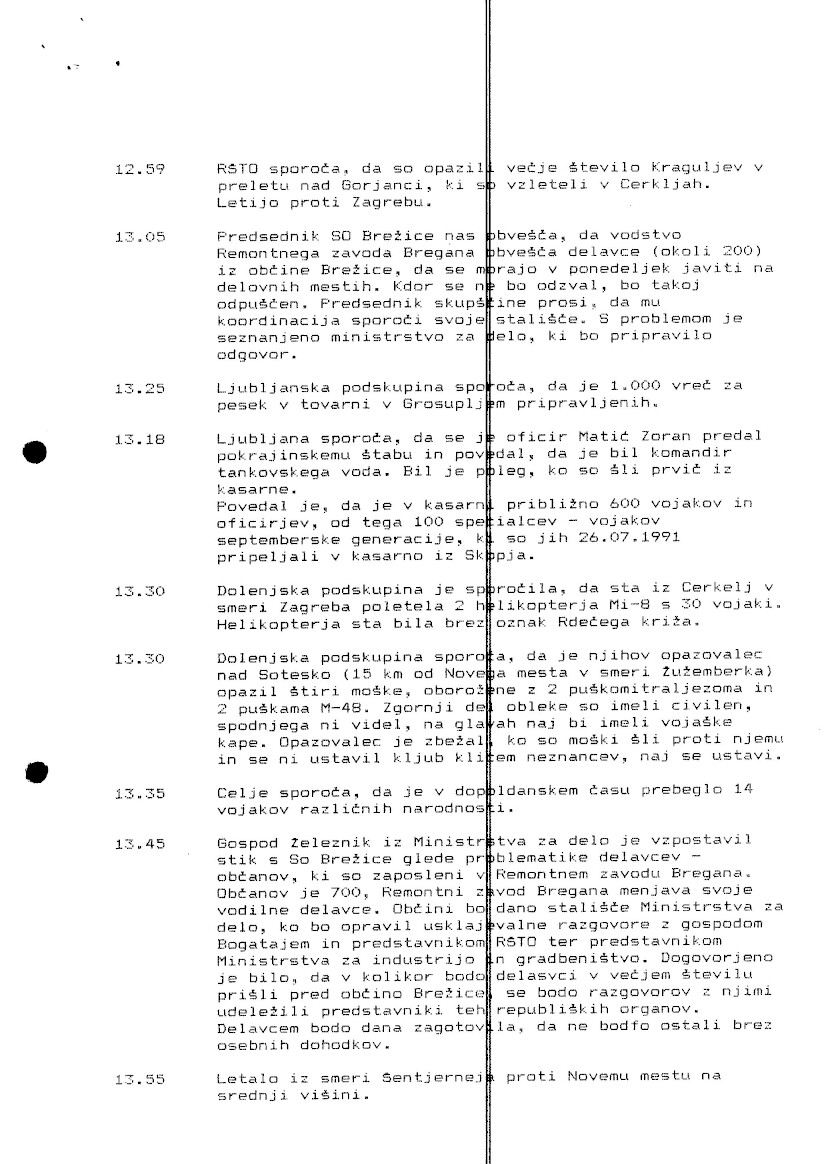 12.59 RŠTO sporoča, da so opazili večje število Kraguljev v
preletu nad Gorjanci, ki so vzleteli v Cerkljah.
Letijo proti Zagrebu.
13.05 Predsednik SO Brežice nas obvešča, da vodstvo
Remontnega zavoda Bregana obvešča delavce (okoli 200)
iz občine Brežice, da se morajo v ponedeljek javiti na
delovnih mestih. Kdor se ne bo odzval, bo takoj
odpuščen. Predsednik skupštine prosi, da mu
koordinacija sporoči svoje stališče. S problemom je
seznanjeno ministrstvo za delo, ki bo pripravilo
odgovor.
13.25 Ljubljanska podskupina sporoča, da je 1.000 vreč za
pesek v tovarni v Grosupljem pripravljenih.
13.18 Ljubljana sporoča, da se je oficir Matić Zoran predal
pokrajinskemu štabu in povedal, da je bil komandir
tankovskega voda. Bil je poleg, ko so šli prvič iz
kasarne.
Povedal je, da je v kasarni približno 600 vojakov in
oficirjev, od tega 100 specialcev - vojakov
septemberske generacije, ki so jih 26.07.1991
pripeljali v kasarno iz Skopja.
13.30 Dolenjska podskupina je sporočila, da sta iz Cerkelj v
smeri Zagreba poletela 2 helikopterja Mi-8 s 30 vojaki.
Helikopterja sta bila brez oznak Rdečega križa.
13.30 Dolenjska podskupina sporoča, da je njihov opazovalec
nad Sotesko (15 km od Novega mesta v smeri Žužemberka)
opazil štiri moške, oborožene z 2 puškomitraljezoma in
2 puškama M-48. Zgornji del obleke so imeli civilen,
spodnjega ni videl, na glavah naj bi imeli vojaške
kape. Opazovalec je zbežal, ko so moški šli proti njemu
in se ni ustavil kljub klicem neznancev, naj se ustavi.
13.35 Celje sporoča, da je v dopoldanskem času prebeglo 14
vojakov različnih narodnosti.
13.45 Gospod Železnik iz Ministrstva za delo je vzpostavil
stik s So Brežice glede problematike delavcev -
občanov, ki so zaposleni v Remontnem zavodu Bregana.
Občanov je 700, Remontni zavod Bregana menjava svoje
vodilne delavce. Občini bo dano stališče Ministrstva za
delo, ko bo opravil usklajevalne razgovore z gospodom
Bogatajem in predstavnikom RŠTO ter predstavnikom
Ministrstva za industrijo in gradbeništvo. Dogovorjeno
je bilo, da v kolikor bodo delasvci v večjem številu
prišli pred občino Brežice, se bodo razgovorov z njimi
udeležili predstavniki teh republiških organov.
Delavcem bodo dana zagotovila, da ne bodfo ostali brez
osebnih dohodkov.
13.55 Letalo iz smeri Šentjerneja proti Novemu mestu na
srednji višini.